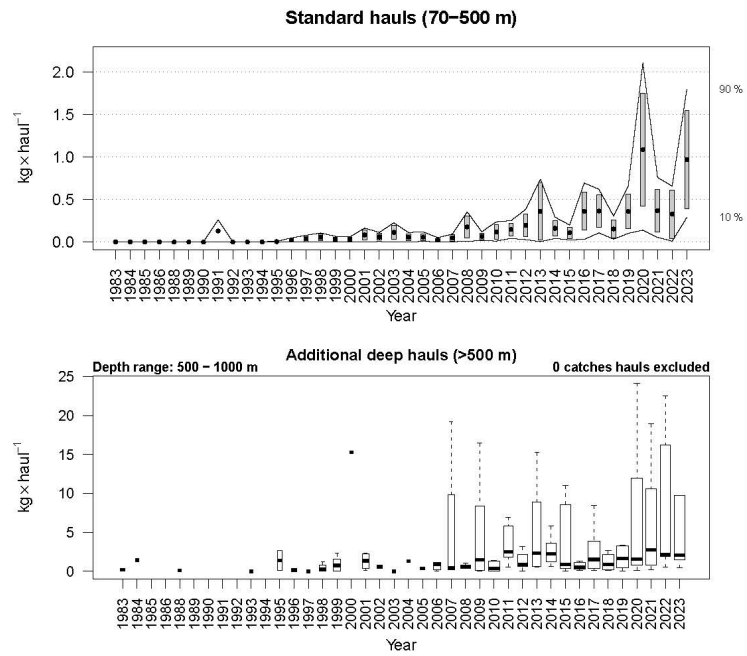 Standard hauls (70−500 m)
kg×haul⁻¹
2.0
1.5
1.0
0.5
0.0
90 %
10 %
1983 1984 1985 1986 1988 1989 1990 1991 1992 1993 1994 1995 1996 1997 1998 1999 2000 2001 2002 2003 2004 2005 2006 2007 2008 2009 2010 2011 2012 2013 2014 2015 2016 2017 2018 2019 2020 2021 2022 2023
Year
Additional deep hauls (>500 m)
Depth range: 500 − 1000 m
0 catches hauls excluded
kg×haul⁻¹
25
20
15
10
5
0
1983 1984 1985 1986 1988 1989 1990 1991 1992 1993 1994 1995 1996 1997 1998 1999 2000 2001 2002 2003 2004 2005 2006 2007 2008 2009 2010 2011 2012 2013 2014 2015 2016 2017 2018 2019 2020 2021 2022 2023
Year